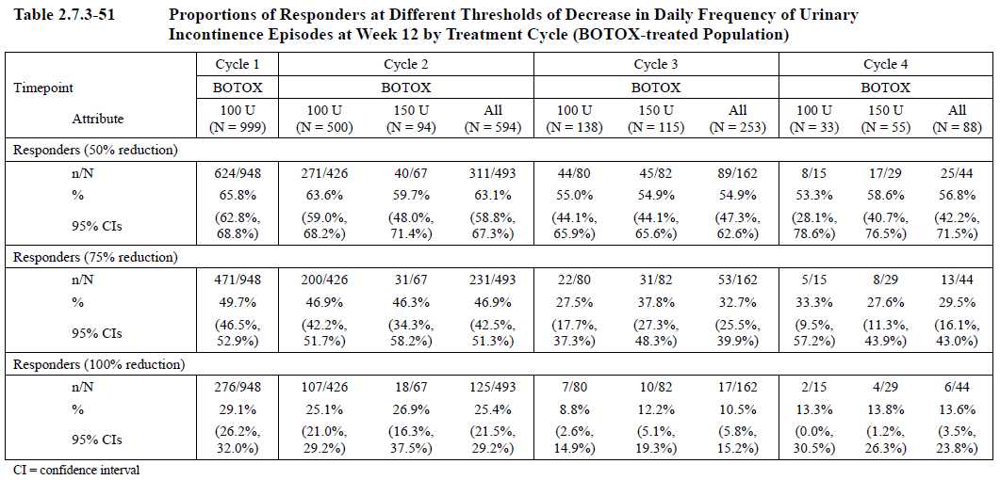 Table 2.7.3-51 Proportions of Responders at Different Thresholds of Decrease in Daily Frequency of Urinary
Incontinence Episodes at Week 12 by Treatment Cycle (BOTOX-treated Population)
Cycle 1 Cycle 2 Cycle 3 Cycle 4
Timepoint BOTOX BOTOX BOTOX BOTOX
Attribute 100 U 100 U 150 U All 100 U 150 U All 100 U 150 U All
(N = 999) (N = 500) (N = 94) (N = 594) (N = 138) (N = 115) (N = 253) (N = 33) (N = 55) (N = 88)
Responders (50% reduction)
n/N 624/948 271/426 40/67 311/493 44/80 45/82 89/162 8/15 17/29 25/44
% 65.8% 63.6% 59.7% 63.1% 55.0% 54.9% 54.9% 53.3% 58.6% 56.8%
95% CIs (62.8%, (59.0%, (48.0%, (58.8%, (44.1%, (44.1%, (47.3%, (28.1%, (40.7%, (42.2%,
68.8%) 68.2%) 71.4%) 67.3%) 65.9%) 65.6%) 62.6%) 78.6%) 76.5%) 71.5%)
Responders (75% reduction)
n/N 471/948 200/426 31/67 231/493 22/80 31/82 53/162 5/15 8/29 13/44
% 49.7% 46.9% 46.3% 46.9% 27.5% 37.8% 32.7% 33.3% 27.6% 29.5%
95% CIs (46.5%, (42.2%, (34.3%, (42.5%, (17.7%, (27.3%, (25.5%, (9.5%, (11.3%, (16.1%,
52.9%) 51.7%) 58.2%) 51.3%) 37.3%) 48.3%) 39.9%) 57.2%) 43.9%) 43.0%)
Responders (100% reduction)
n/N 276/948 107/426 18/67 125/493 7/80 10/82 17/162 2/15 4/29 6/44
% 29.1% 25.1% 26.9% 25.4% 8.8% 12.2% 10.5% 13.3% 13.8% 13.6%
95% CIs (26.2%, (21.0%, (16.3%, (21.5%, (2.6%, (5.1%, (5.8%, (0.0%, (1.2%, (3.5%,
32.0%) 29.2%) 37.5%) 29.2%) 14.9%) 19.3%) 15.2%) 30.5%) 26.3%) 23.8%)
CI = confidence interval